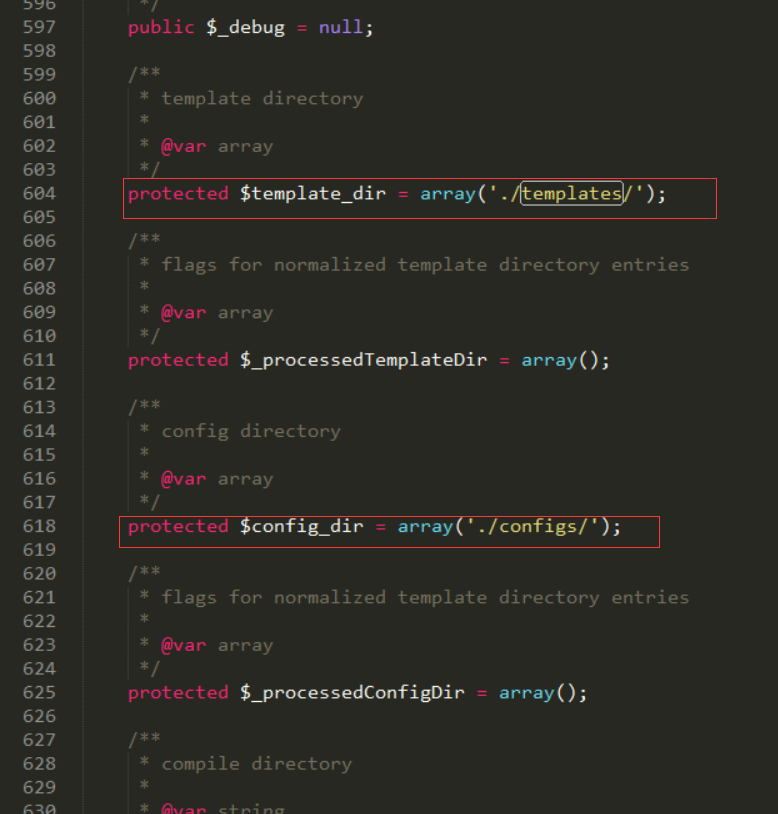 596 */
597 public $_debug = null;
598
599 /**
600 * template directory
601 *
602 * @var array
603 */
604 protected $template_dir = array('./templates/');
605
606 /**
607 * flags for normalized template directory entries
608 *
609 * @var array
610 */
611 protected $_processedTemplateDir = array();
612
613 /**
614 * config directory
615 *
616 * @var array
617 */
618 protected $config_dir = array('./configs/');
619
620 /**
621 * flags for normalized template directory entries
622 *
623 * @var array
624 */
625 protected $_processedConfigDir = array();
626
627 /**
628 * compile directory
629 *
630 * @var string